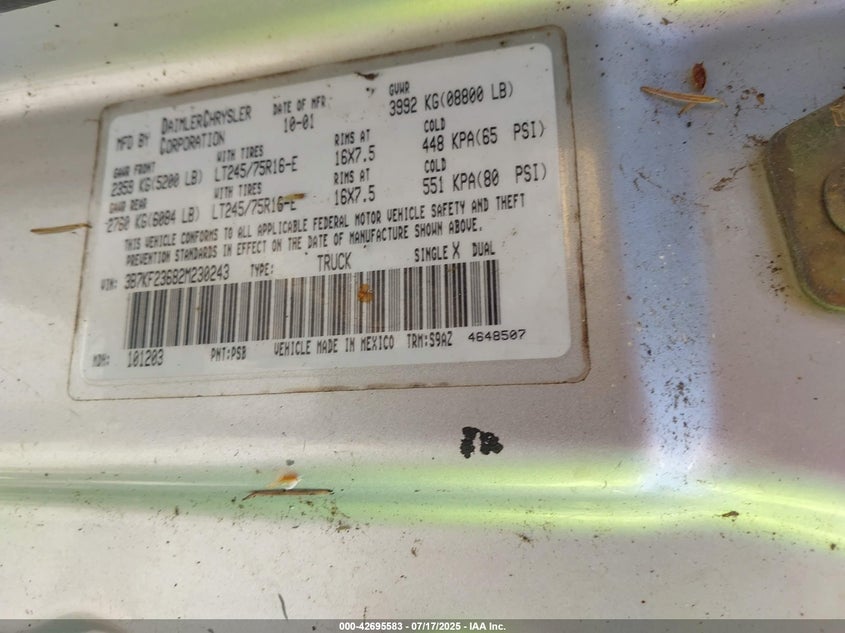 MFD BY DAIMLERCHRYSLER CORPORATION DATE OF MFR 10-01 GVWR 3992 KG(08800 LB)
GAWR FRONT WITH TIRES RIMS AT COLD
2359 KG(5200 LB) LT245/75R16-E 16X7.5 448 KPA(65 PSI)
GAWR REAR WITH TIRES RIMS AT COLD
2760 KG(6084 LB) LT245/75R16-E 16X7.5 551 KPA(80 PSI)
THIS VEHICLE CONFORMS TO ALL APPLICABLE FEDERAL MOTOR VEHICLE SAFETY AND THEFT
PREVENTION STANDARDS IN EFFECT ON THE DATE OF MANUFACTURE SHOWN ABOVE.
VIN: 3B7KF23682M230243 TYPE: TRUCK SINGLE X DUAL
MDH: 101203 PNT:PSB VEHICLE MADE IN MEXICO TRM:S9AZ 4648507
000-42695583 / 07/17/2025 - IAA Inc.